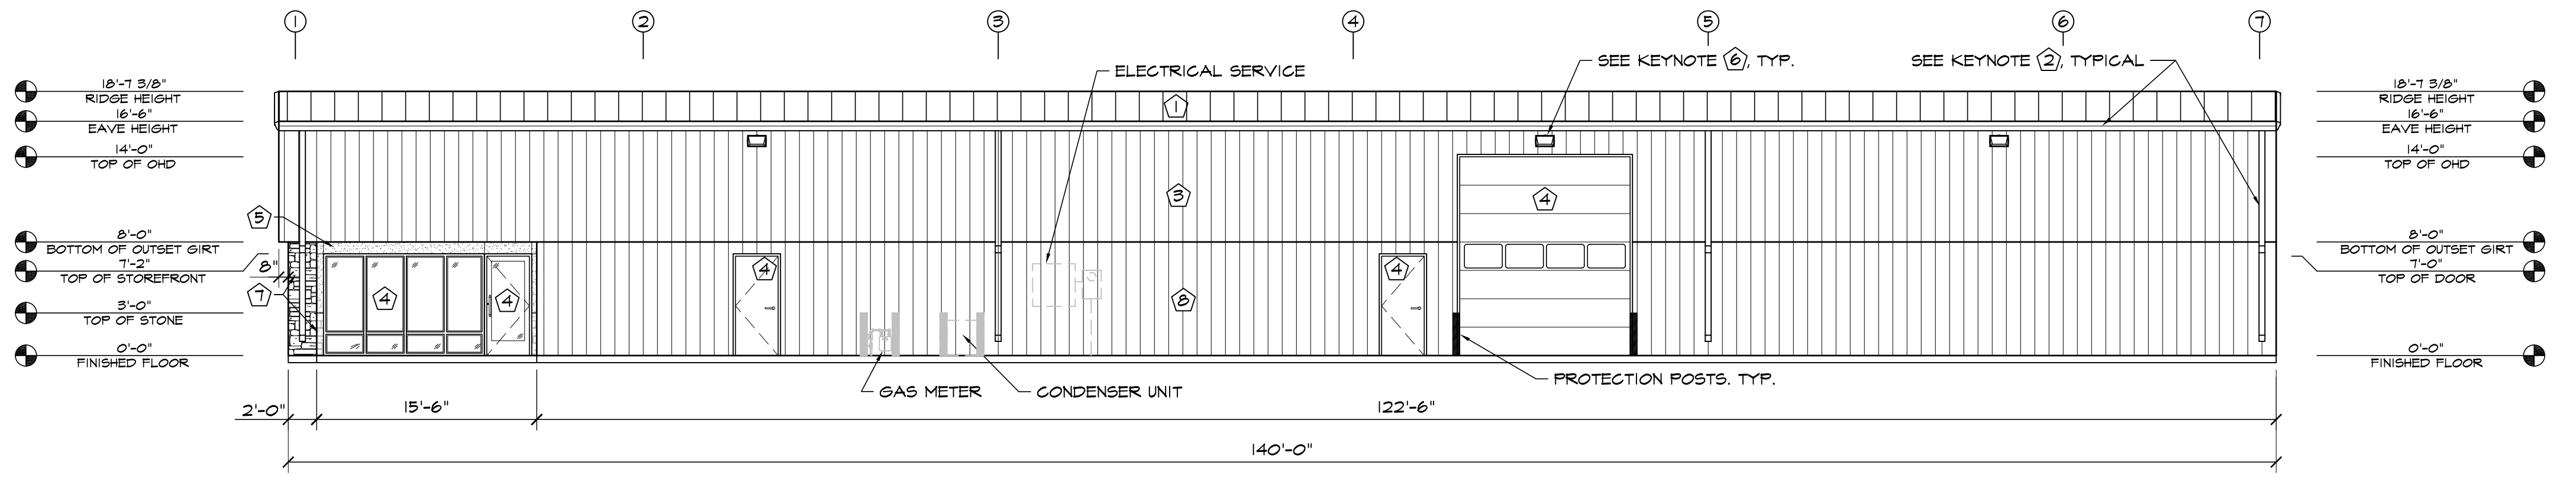 1 2 3 4 5 6 7
ELECTRICAL SERVICE
SEE KEYNOTE 6, TYP.
SEE KEYNOTE 2, TYPICAL
18'-7 3/8"
RIDGE HEIGHT
16'-6"
EAVE HEIGHT
14'-0"
TOP OF OHD
8'-0"
BOTTOM OF OUTSET GIRT
7'-2"
TOP OF STOREFRONT
3'-0"
TOP OF STONE
0'-0"
FINISHED FLOOR
5
8"
7
1
3
4
4
4
4
4
8
18'-7 3/8"
RIDGE HEIGHT
16'-6"
EAVE HEIGHT
14'-0"
TOP OF OHD
8'-0"
BOTTOM OF OUTSET GIRT
7'-0"
TOP OF DOOR
0'-0"
FINISHED FLOOR
GAS METER
CONDENSER UNIT
PROTECTION POSTS. TYP.
2'-0"
15'-6"
122'-6"
140'-0"